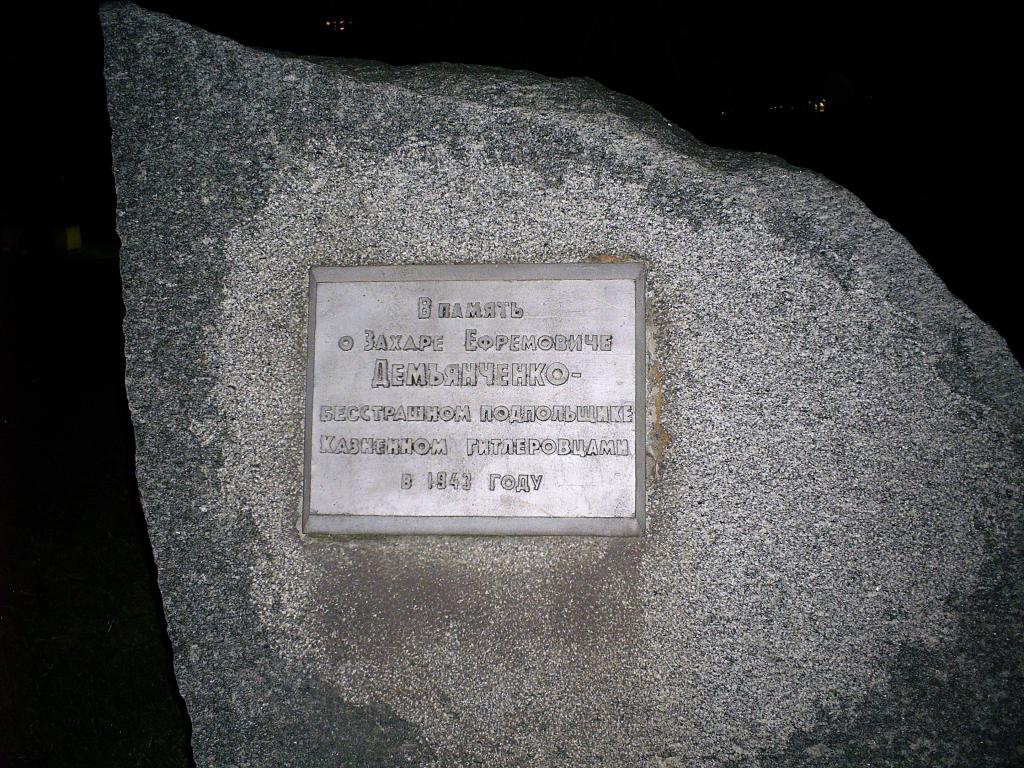 В память
о Захаре Ефремовиче
Демьянченко-
бесстрашном подпольщике
казненном гитлеровцами
в 1943 году